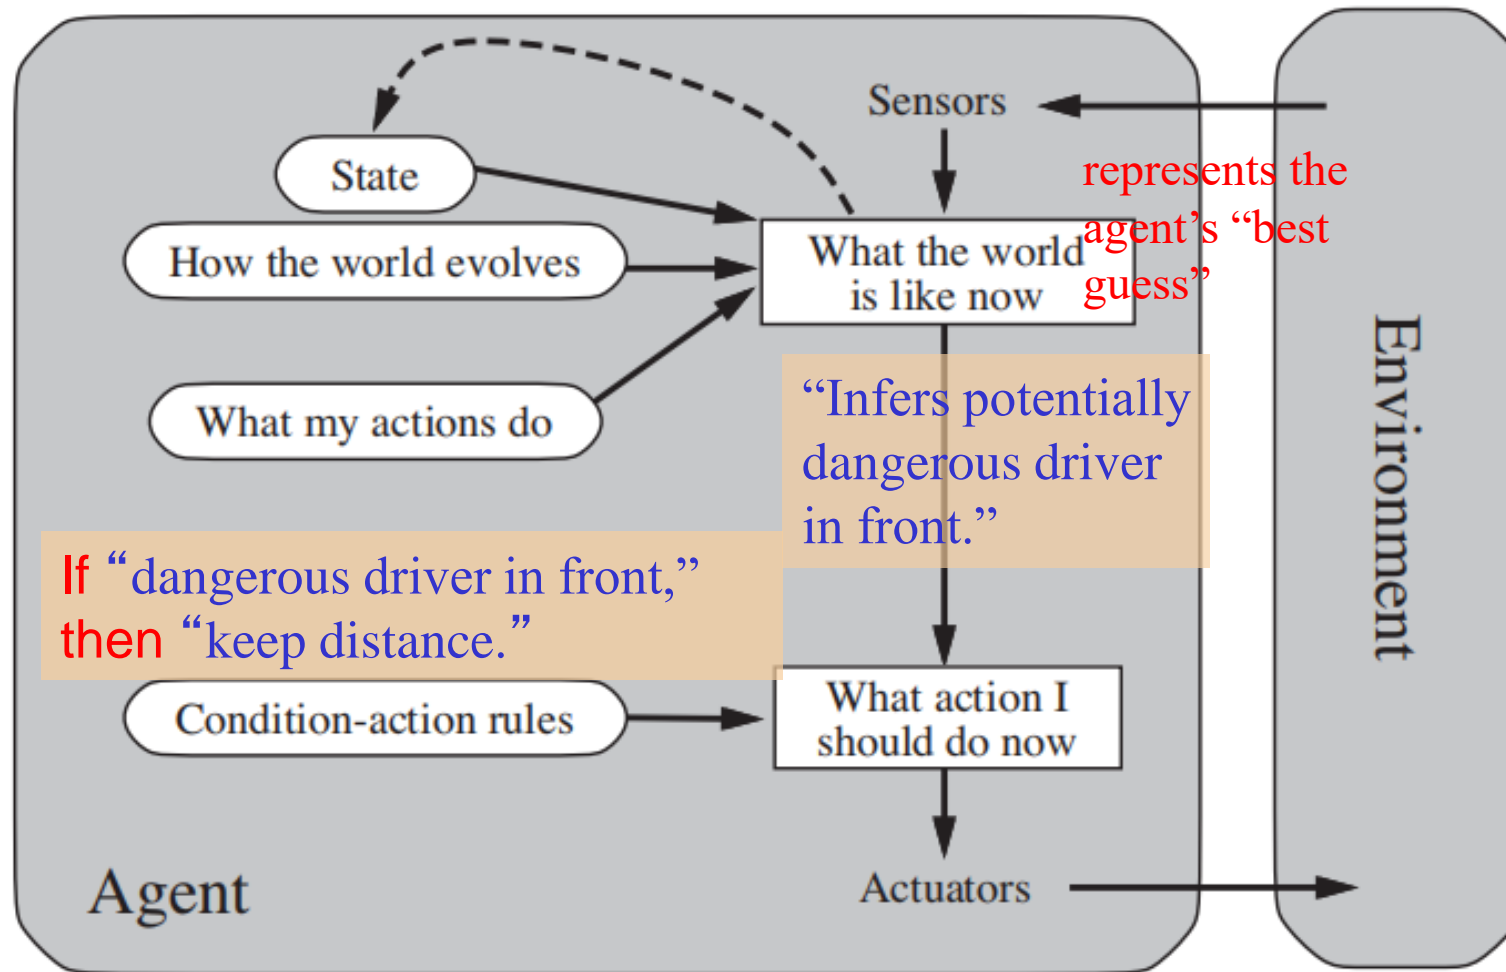 Sensors
State
represents the
agent’s “best
guess”
How the world evolves
What the world
is like now
What my actions do
“Infers potentially
dangerous driver
in front.”
If “dangerous driver in front,”
then “keep distance.”
Condition-action rules
What action I
should do now
Agent
Actuators
Environment